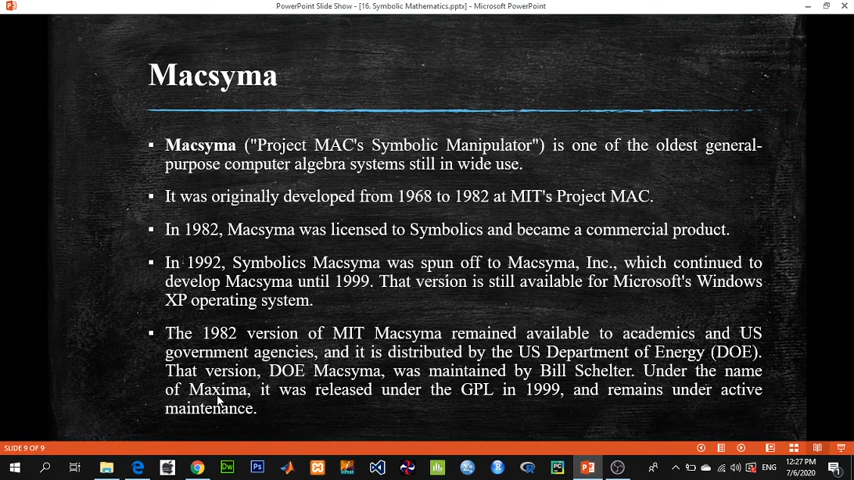 PowerPoint Slide Show - [16. Symbolic Mathematics.pptx] - Microsoft PowerPoint
Macsyma
▪ Macsyma ("Project MAC's Symbolic Manipulator") is one of the oldest general-
purpose computer algebra systems still in wide use.
▪ It was originally developed from 1968 to 1982 at MIT's Project MAC.
▪ In 1982, Macsyma was licensed to Symbolics and became a commercial product.
▪ In 1992, Symbolics Macsyma was spun off to Macsyma, Inc., which continued to
develop Macsyma until 1999. That version is still available for Microsoft's Windows
XP operating system.
▪ The 1982 version of MIT Macsyma remained available to academics and US
government agencies, and it is distributed by the US Department of Energy (DOE).
That version, DOE Macsyma, was maintained by Bill Schelter. Under the name
of Maxima, it was released under the GPL in 1999, and remains under active
maintenance.
SLIDE 9 OF 9
Dw Ps R PC P ENG 12:27 PM
7/6/2020